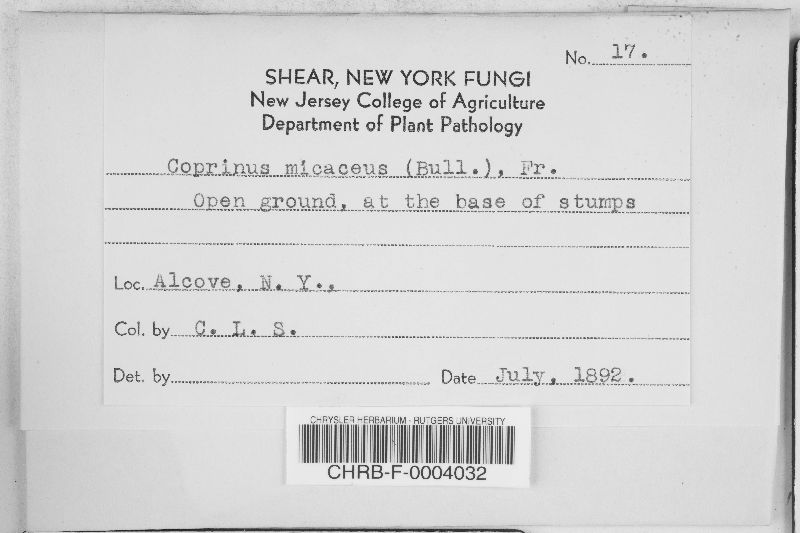 No. 17.
SHEAR, NEW YORK FUNGI
New Jersey College of Agriculture
Department of Plant Pathology
Coprinus micaceus (Bull.), Fr.
Open ground, at the base of stumps
Loc. Alcove, N. Y.,
Col. by C. L. S.
Det. by
Date July, 1892.
CHRYSLER HERBARIUM - RUTGERS UNIVERSITY
CHRB-F-0004032